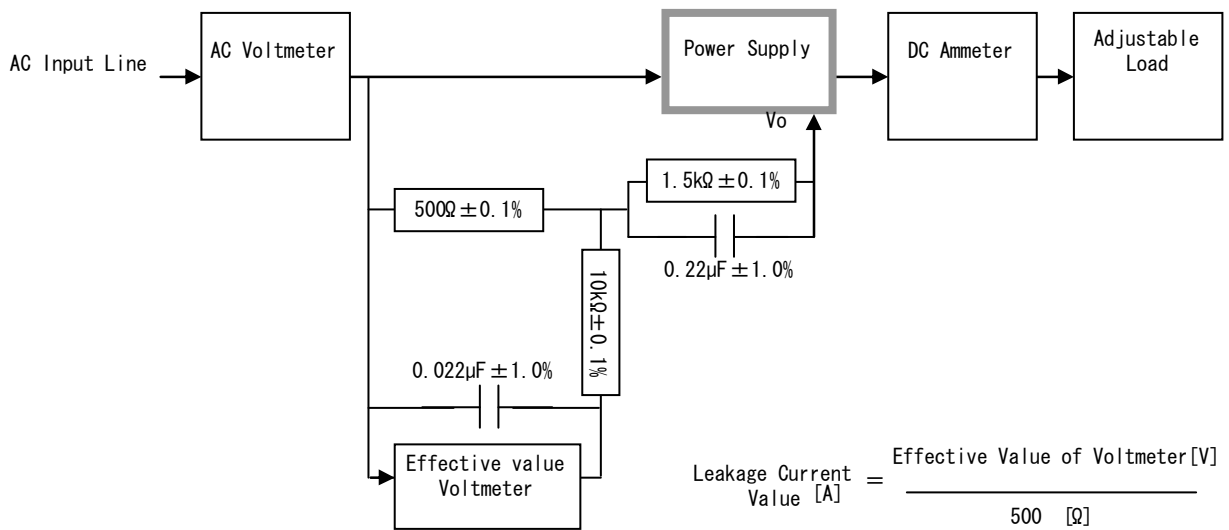 AC Input Line
AC Voltmeter
Power Supply
DC Ammeter
Adjustable
Load
Vo
1.5kΩ±0.1%
500Ω±0.1%
0.22μF±1.0%
10kΩ±0.1%
0.022μF±1.0%
Effective value
Voltmeter
Leakage Current
Value [A]
=
Effective Value of Voltmeter[V]
500 [Ω]